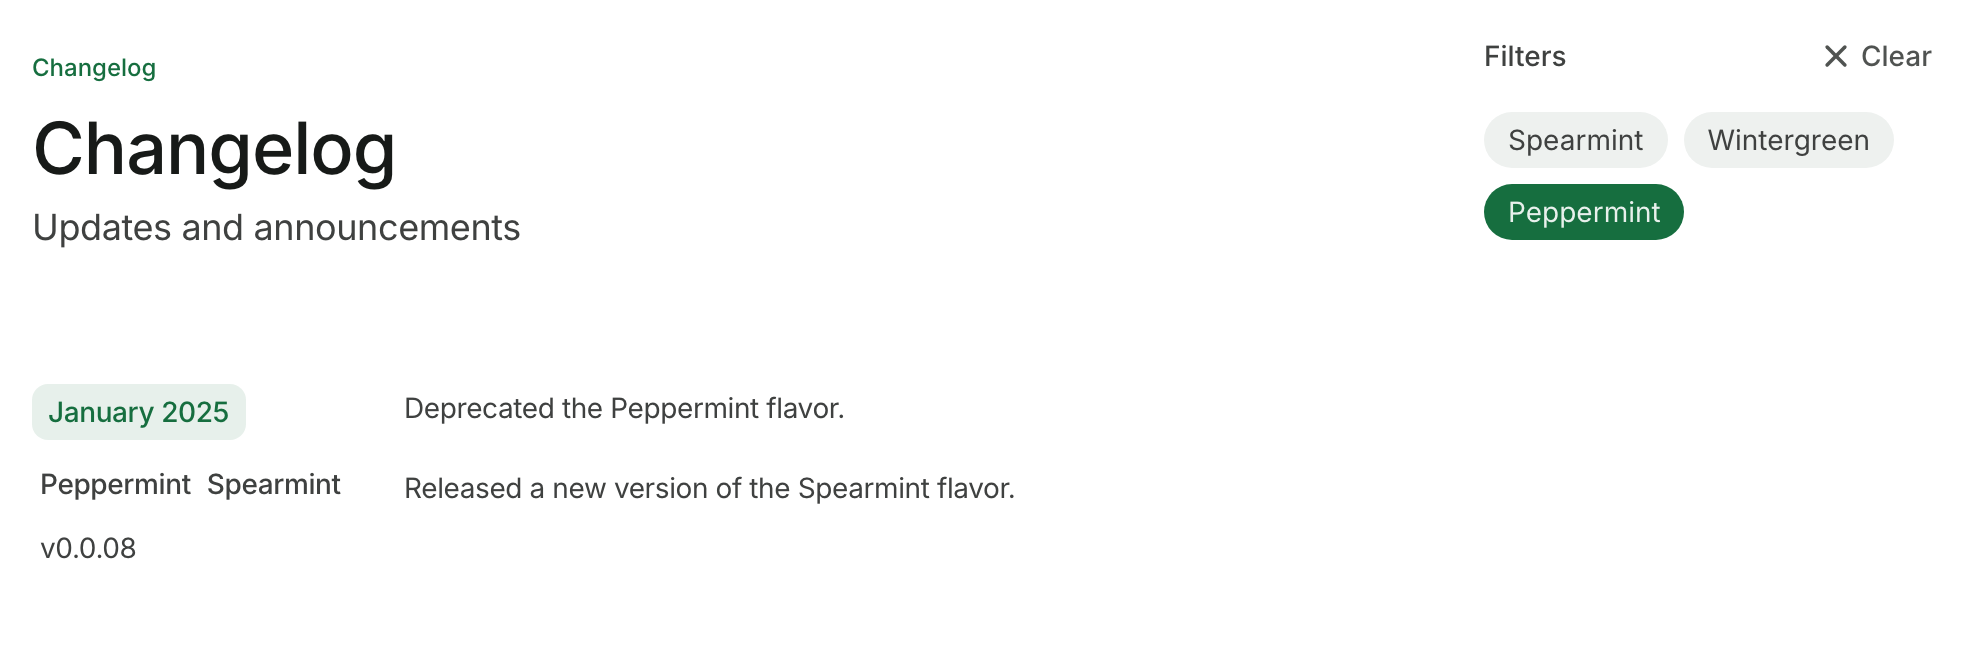 Changelog
Changelog
Updates and announcements
Filters
Clear
Spearmint Wintergreen
Peppermint
January 2025
Peppermint Spearmint
v0.0.08
Deprecated the Peppermint flavor.
Released a new version of the Spearmint flavor.